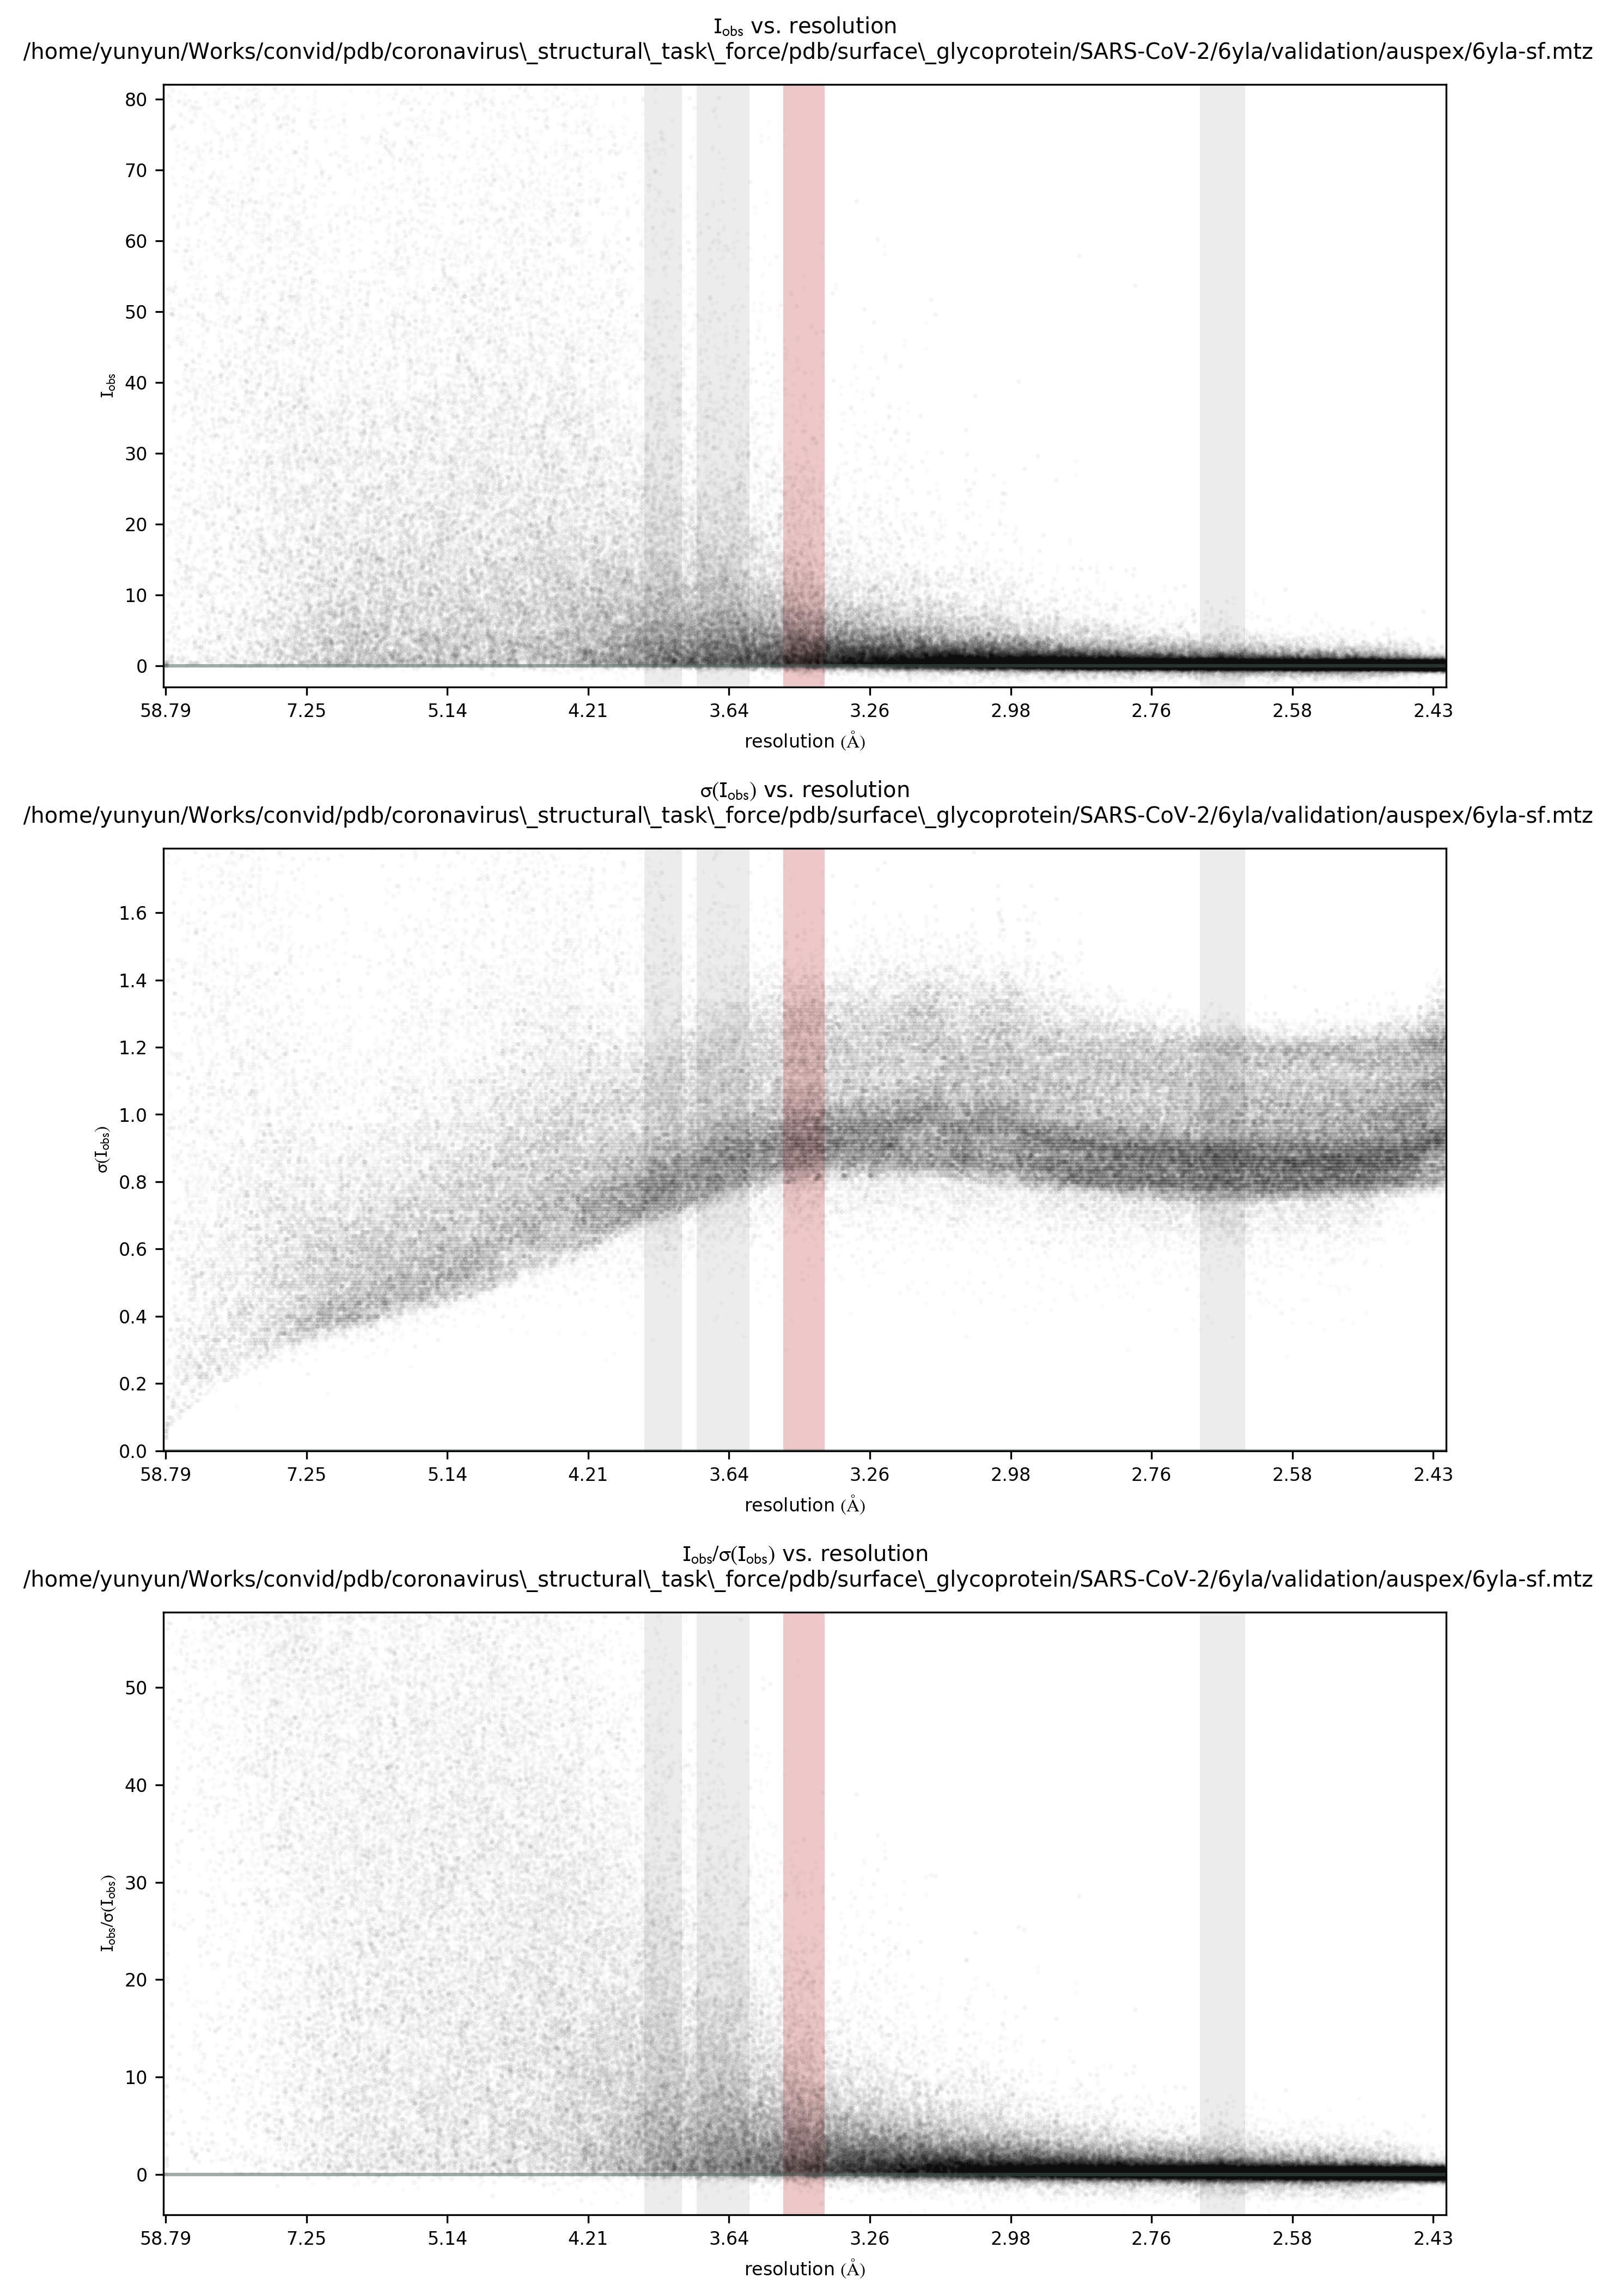 I_obs vs. resolution
/home/yunyun/Works/convid/pdb/coronavirus\_structural\_task\_force/pdb/surface\_glycoprotein/SARS-CoV-2/6yla/validation/auspex/6yla-sf.mtz
80
70
60
50
40
30
20
10
0
I_obs
58.79 7.25 5.14 4.21 3.64 3.26 2.98 2.76 2.58 2.43
resolution (Å)
σ(I_obs) vs. resolution
/home/yunyun/Works/convid/pdb/coronavirus\_structural\_task\_force/pdb/surface\_glycoprotein/SARS-CoV-2/6yla/validation/auspex/6yla-sf.mtz
1.6
1.4
1.2
1.0
0.8
0.6
0.4
0.2
0.0
σ(I_obs)
58.79 7.25 5.14 4.21 3.64 3.26 2.98 2.76 2.58 2.43
resolution (Å)
I_obs/σ(I_obs) vs. resolution
/home/yunyun/Works/convid/pdb/coronavirus\_structural\_task\_force/pdb/surface\_glycoprotein/SARS-CoV-2/6yla/validation/auspex/6yla-sf.mtz
50
40
30
20
10
0
I_obs/σ(I_obs)
58.79 7.25 5.14 4.21 3.64 3.26 2.98 2.76 2.58 2.43
resolution (Å)